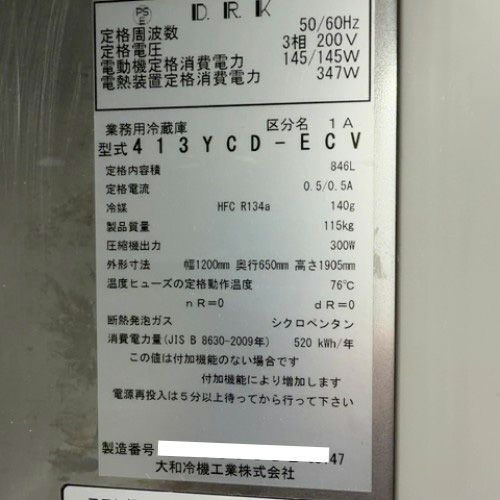 PS E D.R.K
定格周波数 50/60Hz
定格電圧 3相 200V
電動機定格消費電力 145/145W
電熱装置定格消費電力 347W
業務用冷蔵庫 区分名 1A
型式 413YCD-ECV
定格内容積 846L
定格電流 0.5/0.5A
冷媒 HFC R134a 140g
製品質量 115kg
圧縮機出力 300W
外形寸法 幅1200mm 奥行650mm 高さ1905mm
温度ヒューズの定格動作温度 76℃
nR=0 dR=0
断熱発泡ガス シクロペンタン
消費電力量(JIS B 8630-2009年) 520 kWh/年
この値は付加機能のない場合です
付加機能により増加します
電源再投入は5分以上待ってから行って下さい
製造番号 47
大和冷機工業株式会社